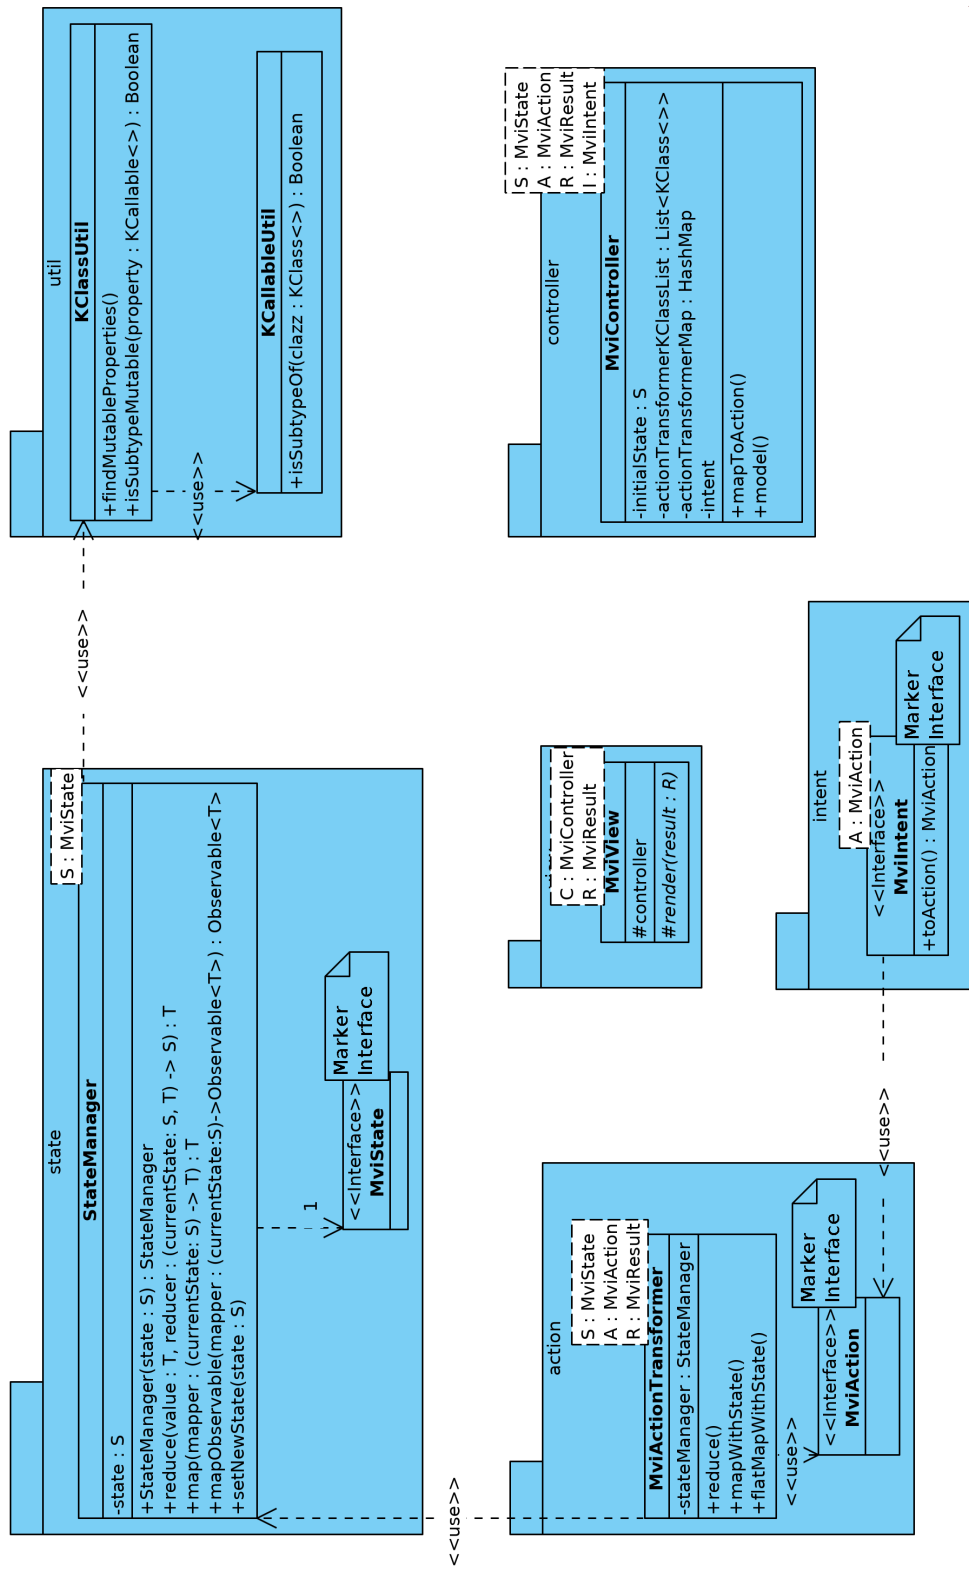 state
S : MviState
StateManager
-state : S
+StateManager(state : S) : StateManager
+reduce(value : T, reducer : (currentState: S, T) -> S) : T
+map(mapper : (currentState: S) -> T) : T
+mapObservable(mapper : (currentState:S)->Observable<T>) : Observable<T>
+setNewState(state : S)
1
<<Interface>>
MviState
Marker
Interface
<<use>>
util
KClassUtil
+findMutableProperties()
+isSubtypeMutable(property : KCallable<>) : Boolean
<<use>>
KCallableUtil
+isSubtypeOf(clazz : KClass<>) : Boolean
<<use>>
action
S : MviState
A : MviAction
R : MviResult
MviActionTransformer
-stateManager : StateManager
+reduce()
+mapWithState()
+flatMapWithState()
<<use>>
<<Interface>>
MviAction
Marker
Interface
<<use>>
C : MviController
R : MviResult
MviView
#controller
#render(result : R)
intent
A : MviAction
<<Interface>>
MviIntent
+toAction() : MviAction
Marker
Interface
controller
S : MviState
A : MviAction
R : MviResult
I : MviIntent
MviController
-initialState : S
-actionTransformerKClassList : List<KClass<>>
-actionTransformerMap : HashMap
-intent
+mapToAction()
+model()